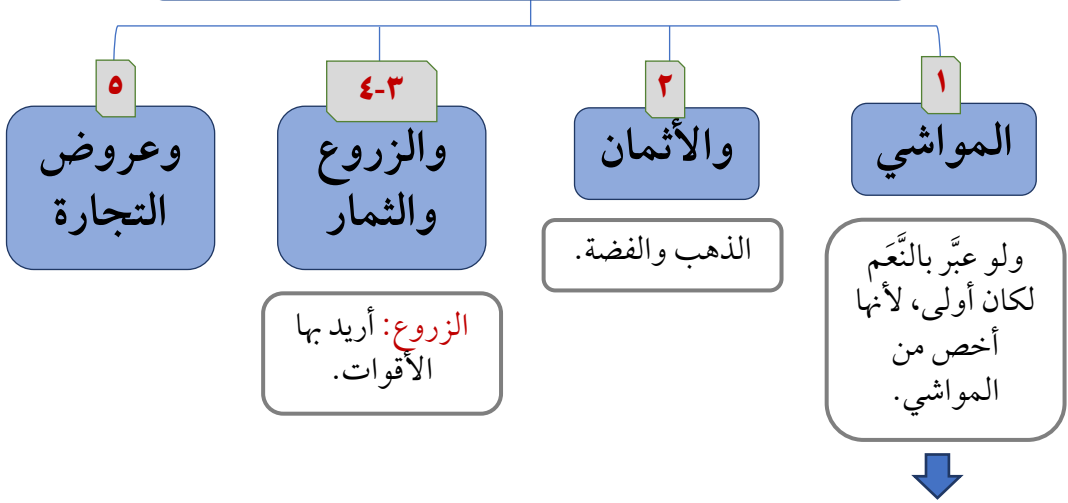 ١
المواشي
ولو عبَّر بالنَّعَم
لكان أولى، لأنها
أخص من
المواشي.
٢
والأثمان
الذهب والفضة.
٣-٤
والزروع
والثمار
الزروع: أريد بها
الأقوات.
٥
وعروض
التجارة